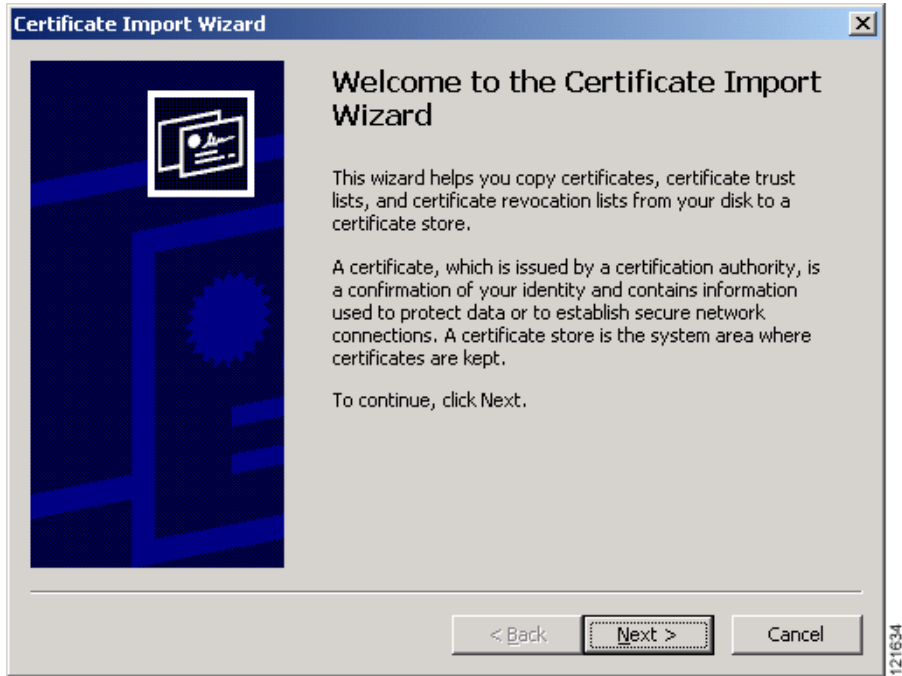 Certificate Import Wizard
Welcome to the Certificate Import
Wizard
This wizard helps you copy certificates, certificate trust
lists, and certificate revocation lists from your disk to a
certificate store.
A certificate, which is issued by a certification authority, is
a confirmation of your identity and contains information
used to protect data or to establish secure network
connections. A certificate store is the system area where
certificates are kept.
To continue, click Next.
< Back
Next >
Cancel
121634